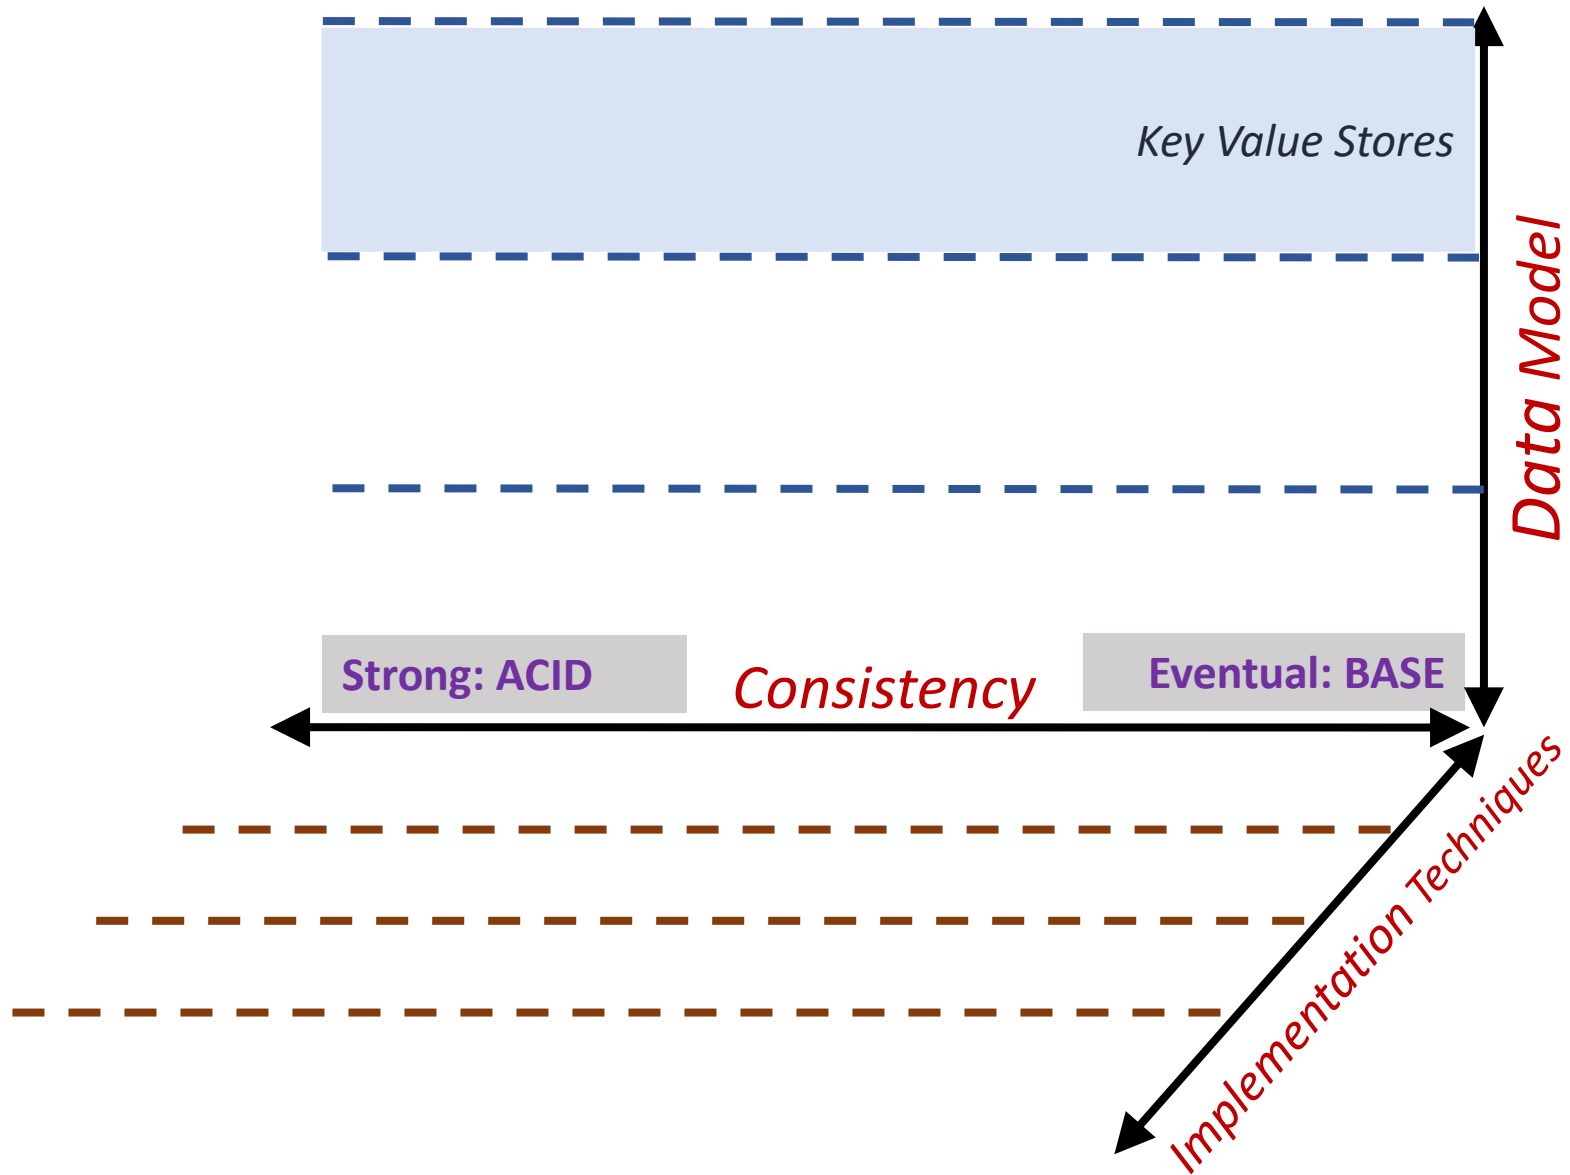 Key Value Stores
Data Model
Strong: ACID
Consistency
Eventual: BASE
Implementation Techniques